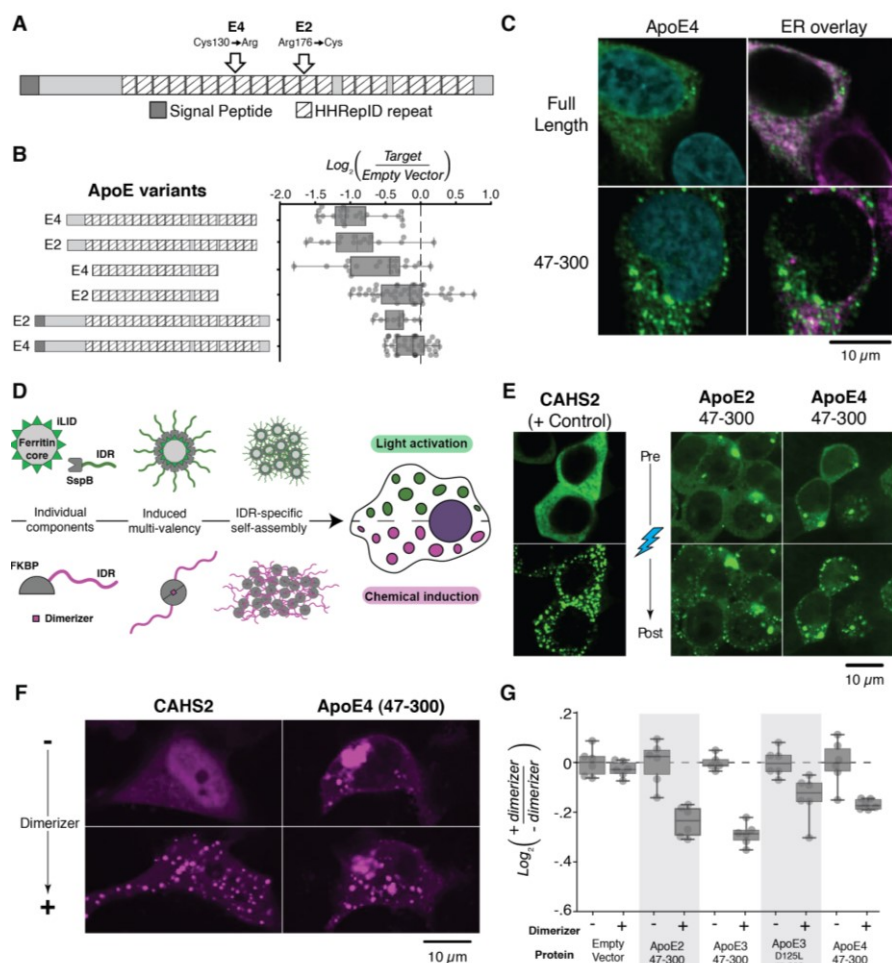 A
E4
Cys130→Arg
E2
Arg176→Cys
Signal Peptide
HHRepID repeat
B
ApoE variants
Log2(Target/Empty Vector)
-2.0 -1.5 -1.0 -0.5 0.0 0.5 1.0
E4
E2
E4
E2
E2
E4
C
ApoE4
ER overlay
Full
Length
47-300
10 µm
D
iLID
Ferritin
core
IDR
SspB
Light activation
Individual
components
Induced
multi-valency
IDR-specific
self-assembly
FKBP
IDR
Dimerizer
Chemical induction
E
CAHS2
(+ Control)
ApoE2
47-300
ApoE4
47-300
Pre
Post
10 µm
F
CAHS2
ApoE4 (47-300)
-
Dimerizer
+
10 µm
G
Log2(+ dimerizer/- dimerizer)
.2
0
-.2
-.4
-.6
Dimerizer - + - + - + - + - +
Protein
Empty
Vector
ApoE2
47-300
ApoE3
47-300
ApoE3
D125L
47-300
ApoE4
47-300